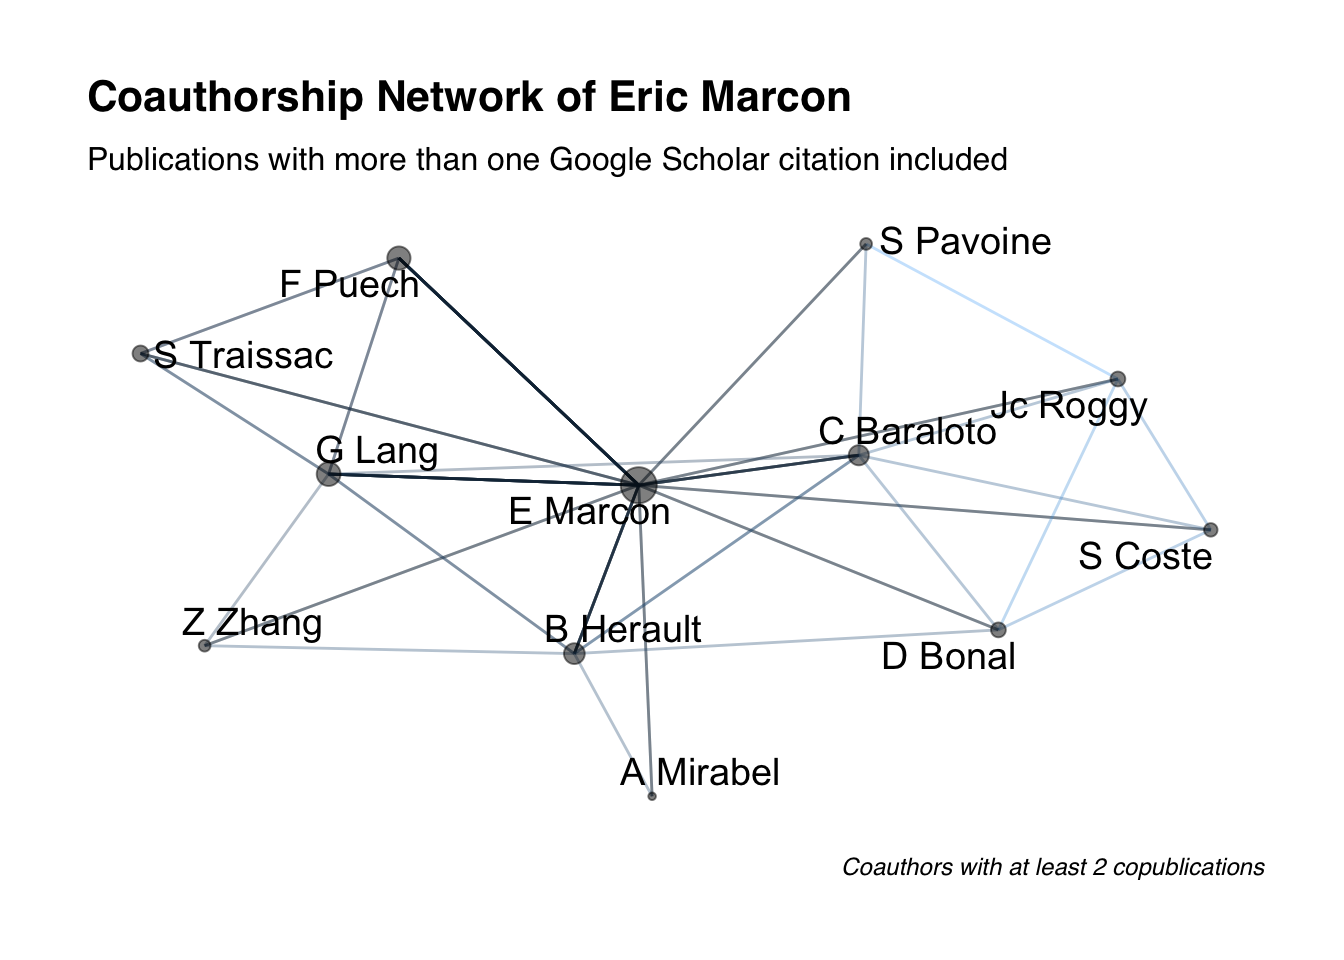 Coauthorship Network of Eric Marcon
Publications with more than one Google Scholar citation included
S Pavoine
F Puech
S Traissac
Jc Roggy
C Baraloto
G Lang
E Marcon
S Coste
Z Zhang
B Herault
D Bonal
A Mirabel
Coauthors with at least 2 copublications